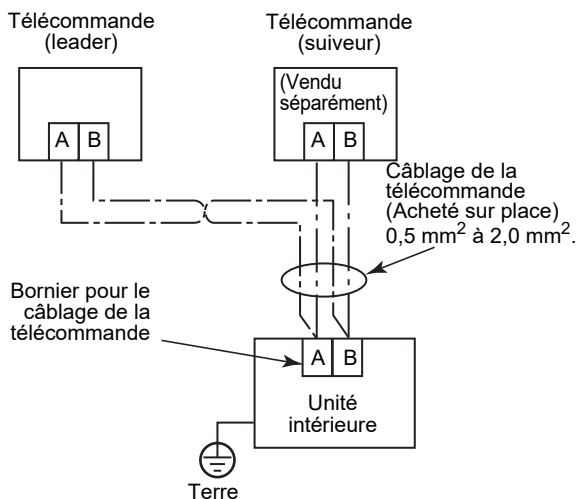 Télécommande
(leader)
Télécommande
(suiveur)
(Vendu
séparément)
A B
A B
Câblage de la
télécommande
(Acheté sur place)
0,5 mm² à 2,0 mm².
Bornier pour le
câblage de la
télécommande
A B
Unité
intérieure
Terre